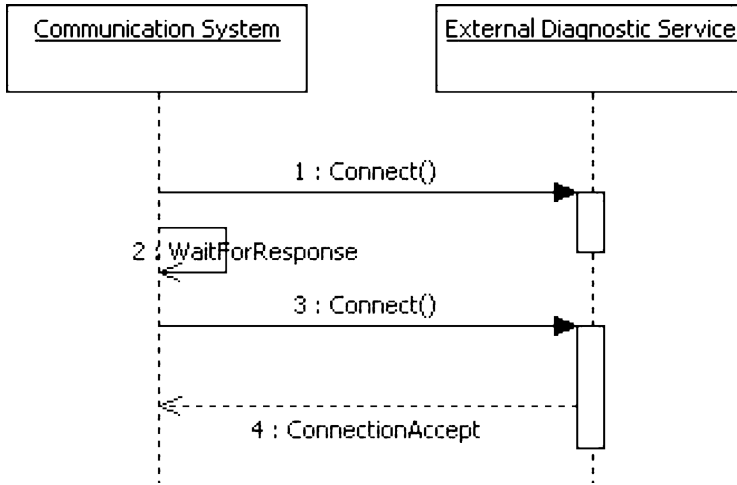 Communication System
External Diagnostic Service
1 : Connect()
2 : WaitForResponse
3 : Connect()
4 : ConnectionAccept